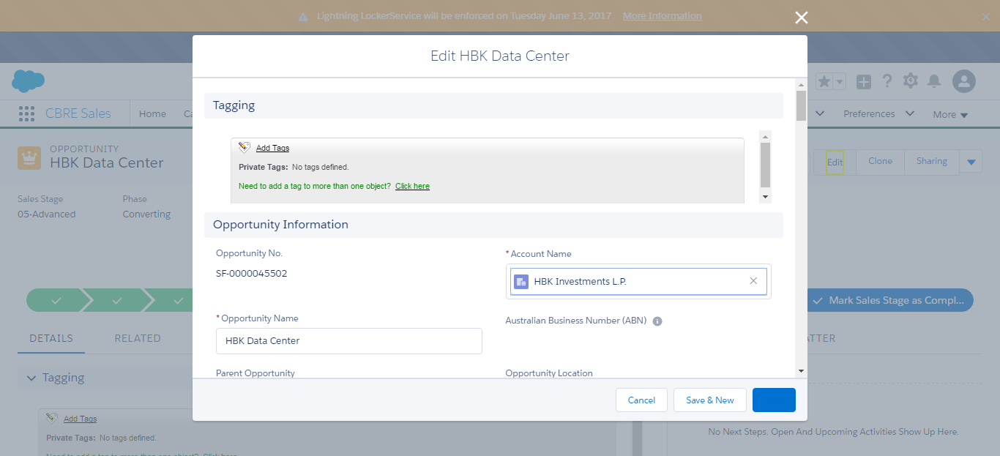 Lightning LockerService will be enforced on Tuesday June 13, 2017. More Information
Edit HBK Data Center
CBRE Sales
Home
Preferences
More
OPPORTUNITY
HBK Data Center
Edit
Clone
Sharing
Sales Stage
Phase
05-Advanced
Converting
Tagging
Add Tags
Private Tags: No tags defined.
Need to add a tag to more than one object? Click here
Opportunity Information
Opportunity No.
SF-0000045502
* Account Name
HBK Investments L.P.
* Opportunity Name
HBK Data Center
Australian Business Number (ABN)
Parent Opportunity
Opportunity Location
Cancel
Save & New
Mark Sales Stage as Compl...
DETAILS
RELATED
Tagging
Add Tags
Private Tags: No tags defined.
Need to add a tag to more than one object? Click here
No Next Steps. Open And Upcoming Activities Show Up Here.